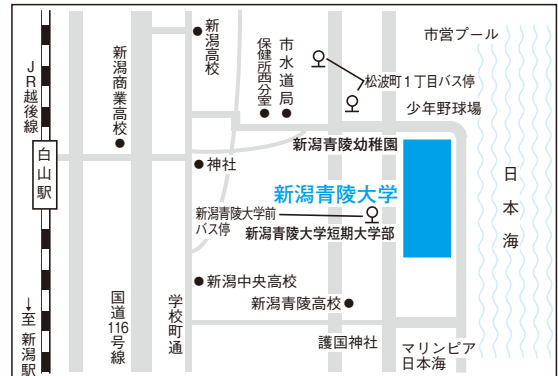 JR越後線
白山駅
↓至 新潟駅
新潟商業高校
国道116号線
新潟高校
保健所西分室
市水道局
松波町1丁目バス停
市営プール
少年野球場
新潟青陵幼稚園
神社
新潟青陵大学
新潟青陵大学前
バス停
新潟青陵大学短期大学部
日本海
新潟中央高校
新潟青陵高校
学校町通
護国神社
マリンピア
日本海